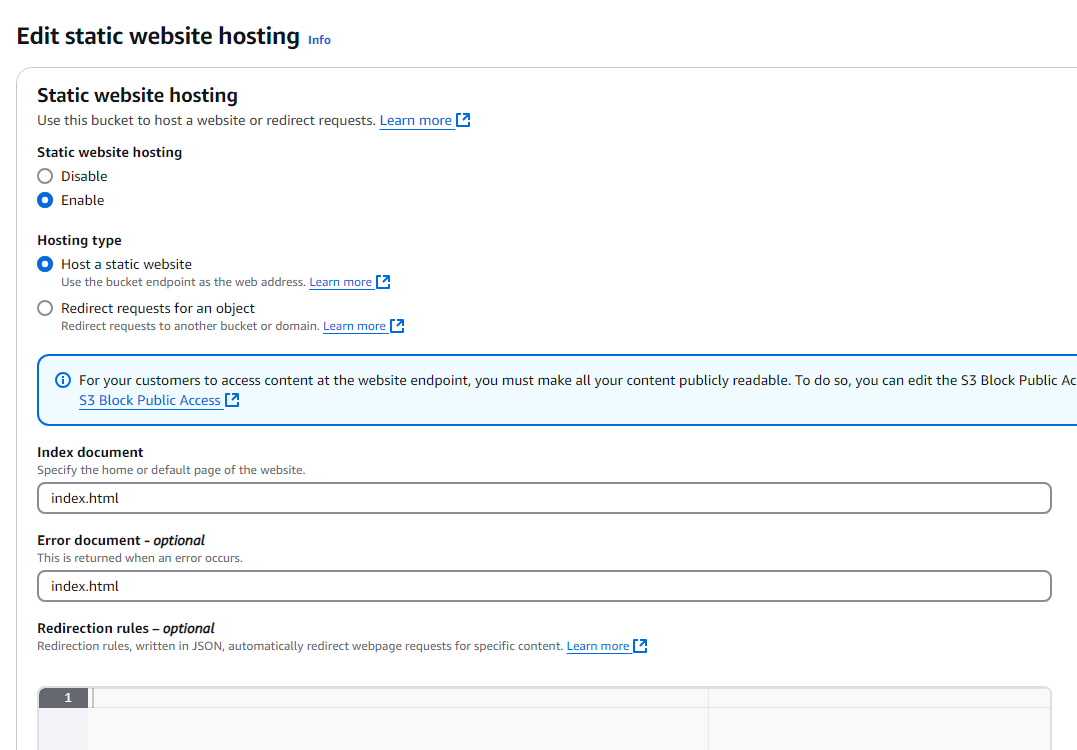 Edit static website hosting Info
Static website hosting
Use this bucket to host a website or redirect requests. Learn more
Static website hosting
Disable
Enable
Hosting type
Host a static website
Use the bucket endpoint as the web address. Learn more
Redirect requests for an object
Redirect requests to another bucket or domain. Learn more
For your customers to access content at the website endpoint, you must make all your content publicly readable. To do so, you can edit the S3 Block Public Ac
S3 Block Public Access
Index document
Specify the home or default page of the website.
index.html
Error document - optional
This is returned when an error occurs.
index.html
Redirection rules – optional
Redirection rules, written in JSON, automatically redirect webpage requests for specific content. Learn more
1